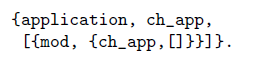 {application, ch_app,
[{mod, {ch_app,[]}}]}.